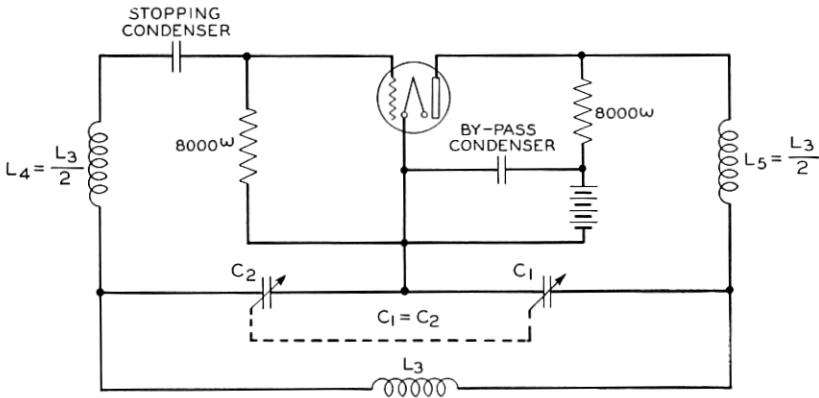 STOPPING
CONDENSER
8000ω
BY-PASS
CONDENSER
8000ω
L4 = L3/2
L5 = L3/2
C2
C1
C1 = C2
L3